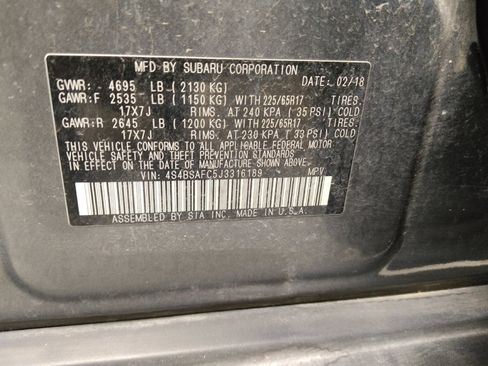 MFD BY SUBARU CORPORATION
GVWR: 4695 LB ( 2130 KG) DATE: 02/18
GAWR:F 2535 LB ( 1150 KG) WITH 225/65R17 TIRES.
17X7J RIMS. AT 240 KPA ( 35 PSI) COLD
GAWR:R 2645 LB ( 1200 KG) WITH 225/65R17 TIRES.
17X7J RIMS. AT 230 KPA ( 33 PSI) COLD
THIS VEHICLE CONFORMS TO ALL APPLICABLE FEDERAL MOTOR
VEHICLE SAFETY AND THEFT PREVENTION STANDARDS
IN EFFECT ON THE DATE OF MANUFACTURE SHOWN ABOVE.
VIN: 4S4BSAFC5J3316189 MPV
ASSEMBLED BY SIA INC. MADE IN U.S.A.